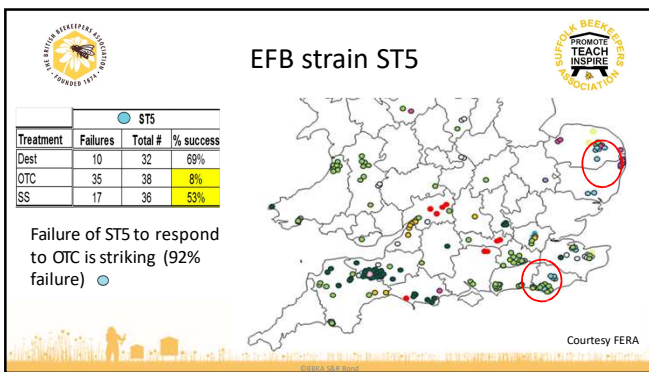 THE BRITISH BEEKEEPERS ASSOCIATION
· FOUNDED 1874 ·
EFB strain ST5
SUFFOLK BEEKEEPERS
ASSOCIATION
PROMOTE
TEACH
INSPIRE
ST5
Treatment Failures Total # % success
Dest 10 32 69%
OTC 35 38 8%
SS 17 36 53%
Failure of ST5 to respond
to OTC is striking (92%
failure)
Courtesy FERA
©BBKA S&R Bond